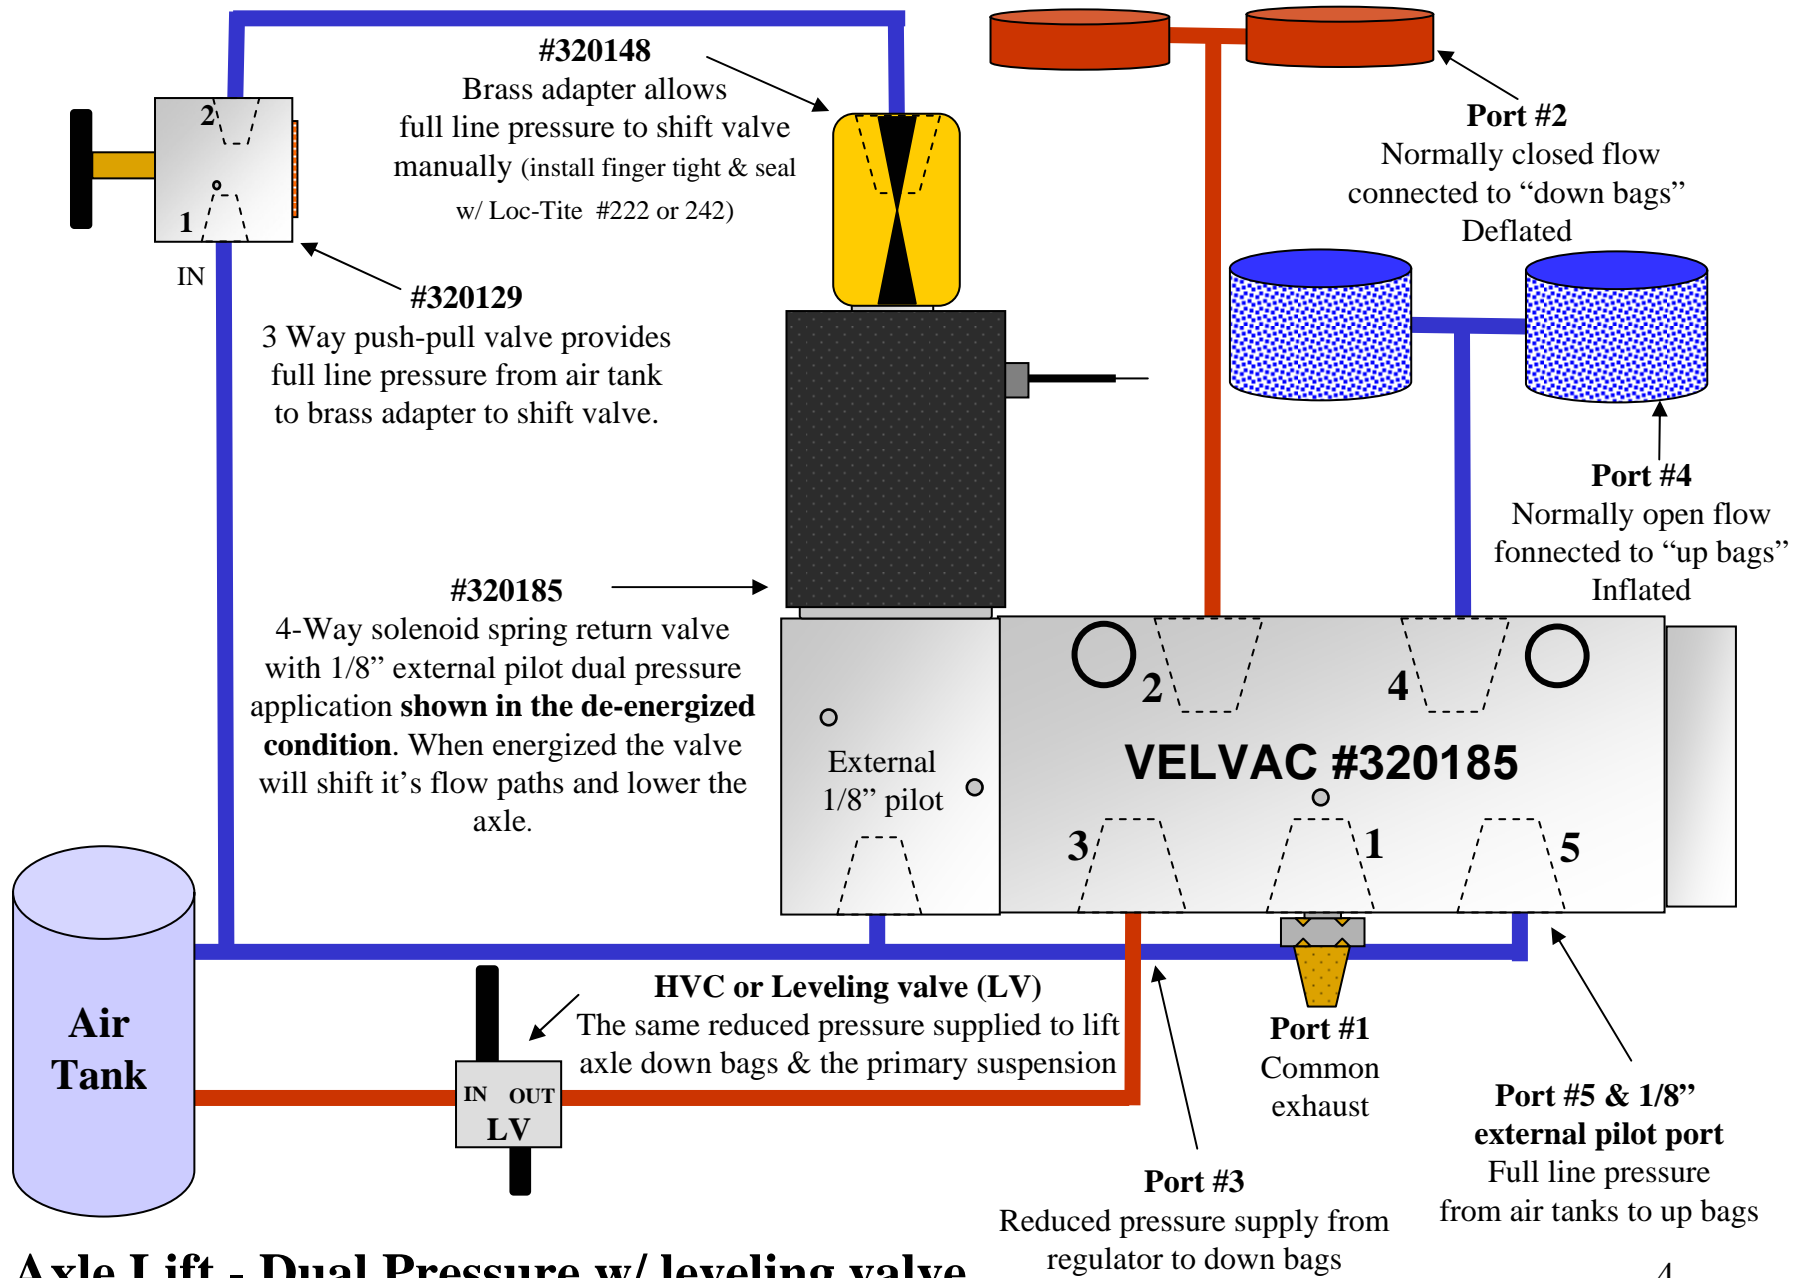 #320148
Brass adapter allows
full line pressure to shift valve
manually (install finger tight & seal
w/ Loc-Tite #222 or 242)
2
1
IN
#320129
3 Way push-pull valve provides
full line pressure from air tank
to brass adapter to shift valve.
Port #2
Normally closed flow
connected to “down bags”
Deflated
Port #4
Normally open flow
fonnected to “up bags”
Inflated
#320185
4-Way solenoid spring return valve
with 1/8” external pilot dual pressure
application shown in the de-energized
condition. When energized the valve
will shift it’s flow paths and lower the
axle.
External
1/8” pilot
2
4
VELVAC #320185
3
1
5
Air
Tank
HVC or Leveling valve (LV)
The same reduced pressure supplied to lift
axle down bags & the primary suspension
IN OUT
LV
Port #1
Common
exhaust
Port #5 & 1/8”
external pilot port
Full line pressure
from air tanks to up bags
Port #3
Reduced pressure supply from
regulator to down bags
Axle Lift - Dual Pressure w/ leveling valve
4